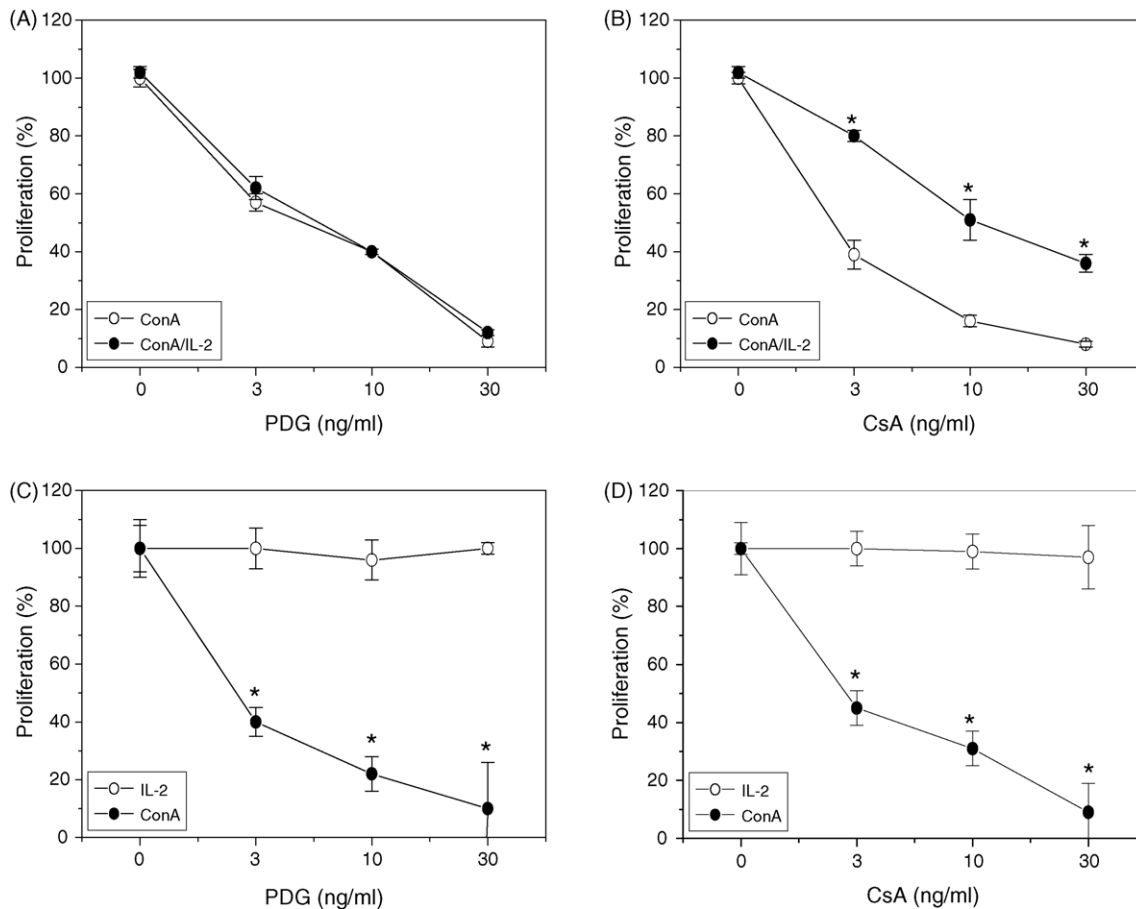 (A)
120
100
80
60
40
20
0
Proliferation (%)
ConA
ConA/IL-2
0 3 10 30
PDG (ng/ml)
(B)
120
100
80
60
40
20
0
Proliferation (%)
* * *
ConA
ConA/IL-2
0 3 10 30
CsA (ng/ml)
(C)
120
100
80
60
40
20
0
Proliferation (%)
* * *
IL-2
ConA
0 3 10 30
PDG (ng/ml)
(D)
120
100
80
60
40
20
0
Proliferation (%)
* * *
IL-2
ConA
0 3 10 30
CsA (ng/ml)